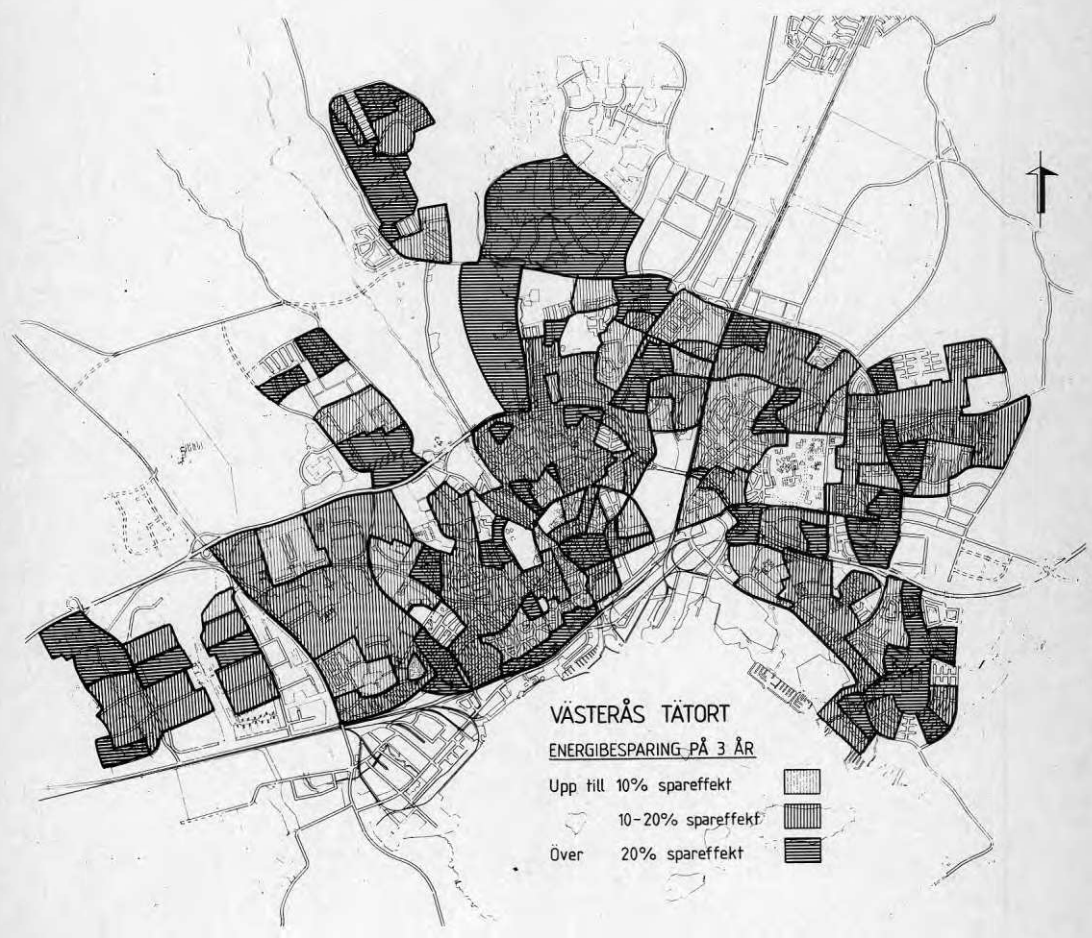 VÄSTERÅS TÄTORT
ENERGIBESPARING PÅ 3 ÅR
Upp till 10% spareffekt
10-20% spareffekt
Över 20% spareffekt